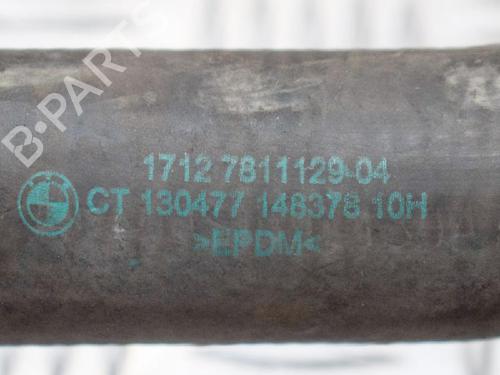 B-PARTS
1712 7811129-04
CT 130477 148378 10H
>EPDM<